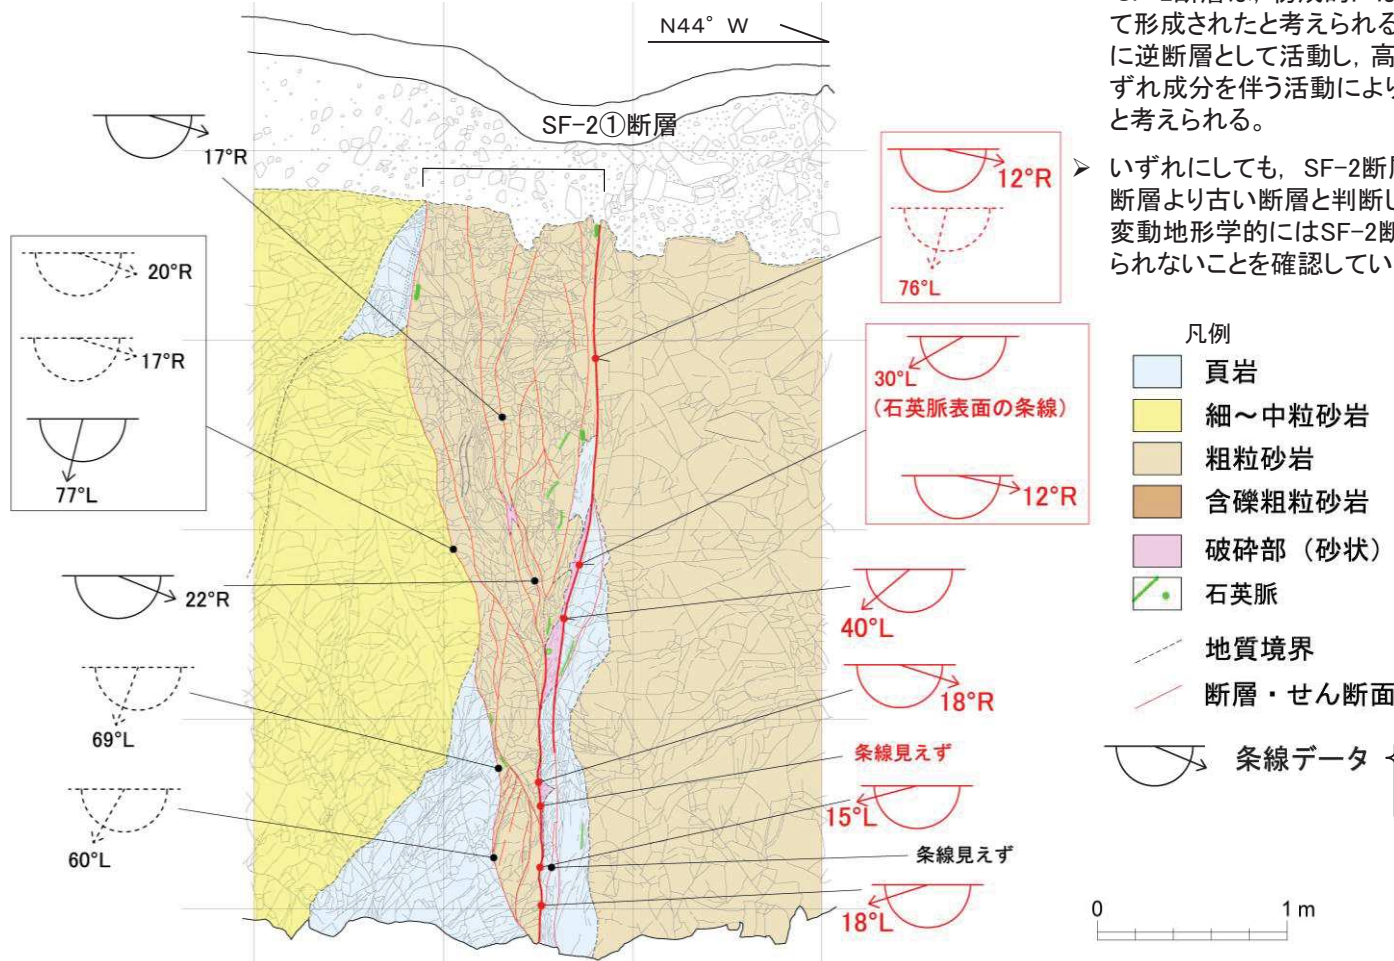 N44° W
SF-2①断層
17°R
20°R
17°R
77°L
22°R
69°L
60°L
12°R
76°L
30°L
(石英脈表面の条線)
12°R
40°L
18°R
条線見えず
15°L
条線見えず
18°L
て形成されたと考えられる
に逆断層として活動し, 高
ずれ成分を伴う活動により
と考えられる。
➢ いずれにしても, SF-2断層
断層より古い断層と判断し
変動地形学的にはSF-2断
られないことを確認してい
凡例
頁岩
細~中粒砂岩
粗粒砂岩
含礫粗粒砂岩
破砕部 (砂状)
石英脈
地質境界
断層・せん断面
条線データ
0 1 m